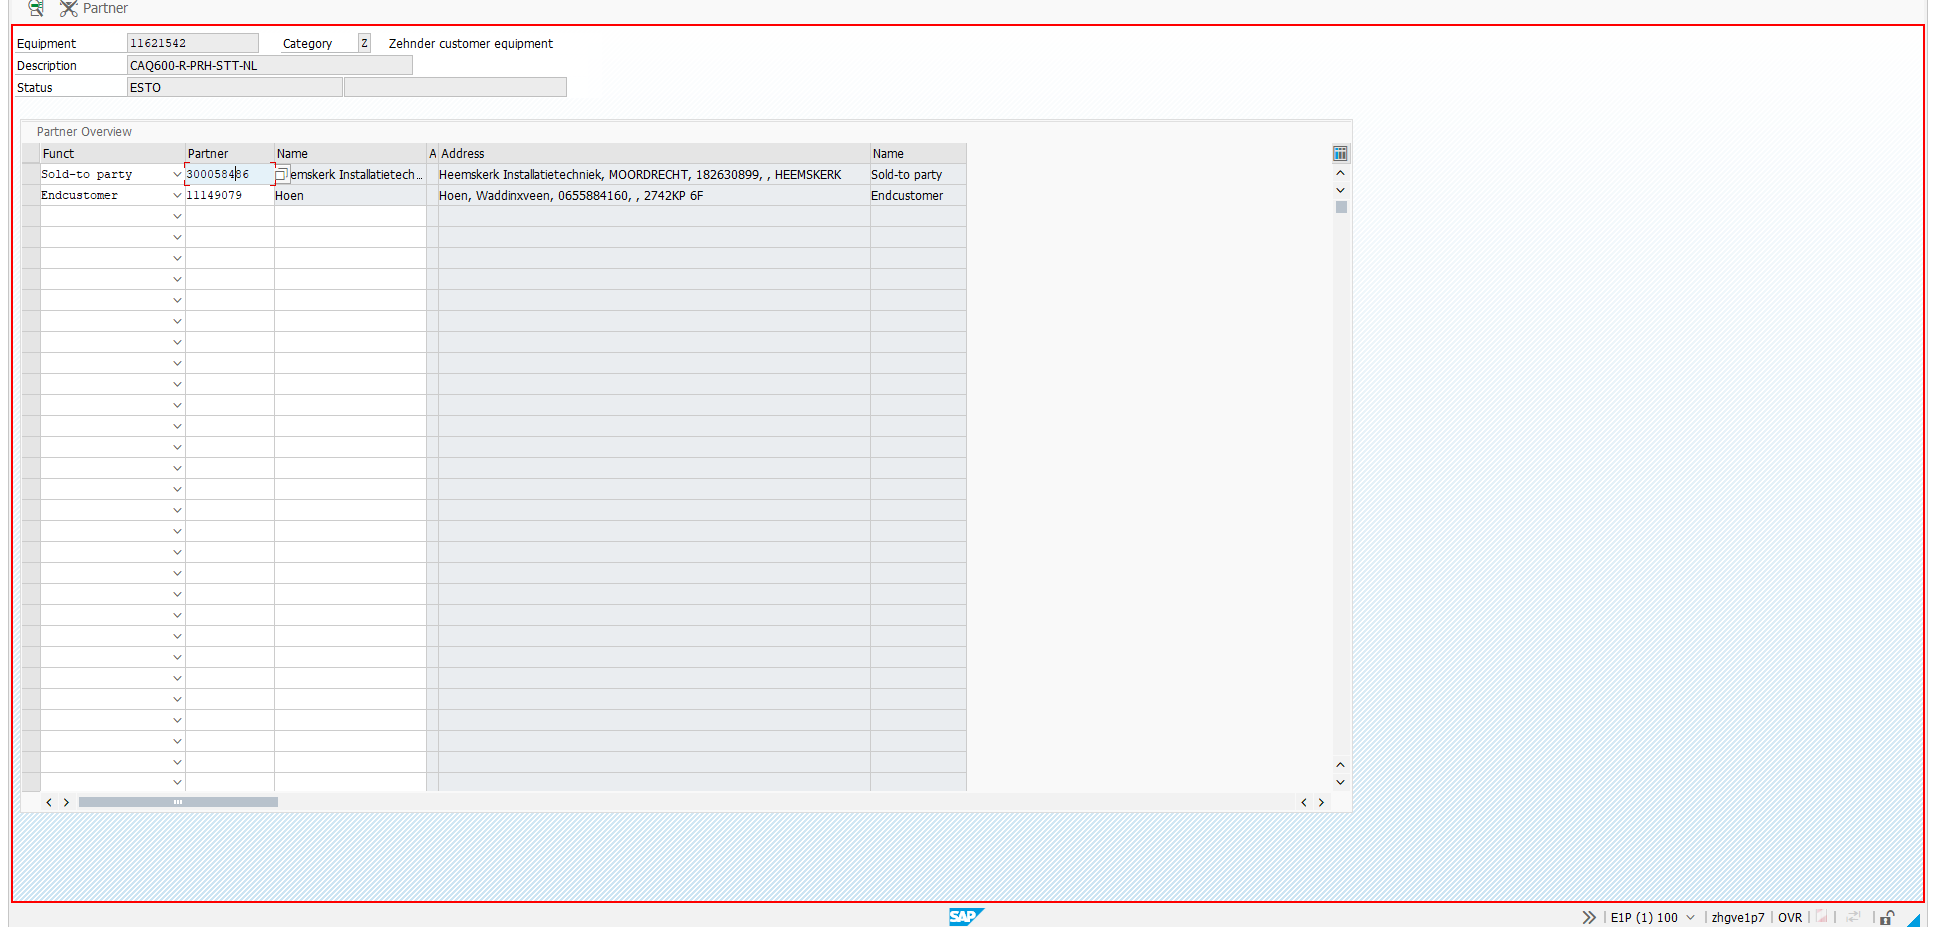 Partner
Equipment 11621542 Category Z Zehnder customer equipment
Description CAQ600-R-PRH-STT-NL
Status ESTO
Partner Overview
Funct Partner Name A Address Name
Sold-to party 300058486 emskerk Installatietech... Heemskerk Installatietechniek, MOORDRECHT, 182630899, , HEEMSKERK Sold-to party
Endcustomer 11149079 Hoen Hoen, Waddinxveen, 0655884160, , 2742KP 6F Endcustomer
SAP E1P (1) 100 zhgve1p7 OVR